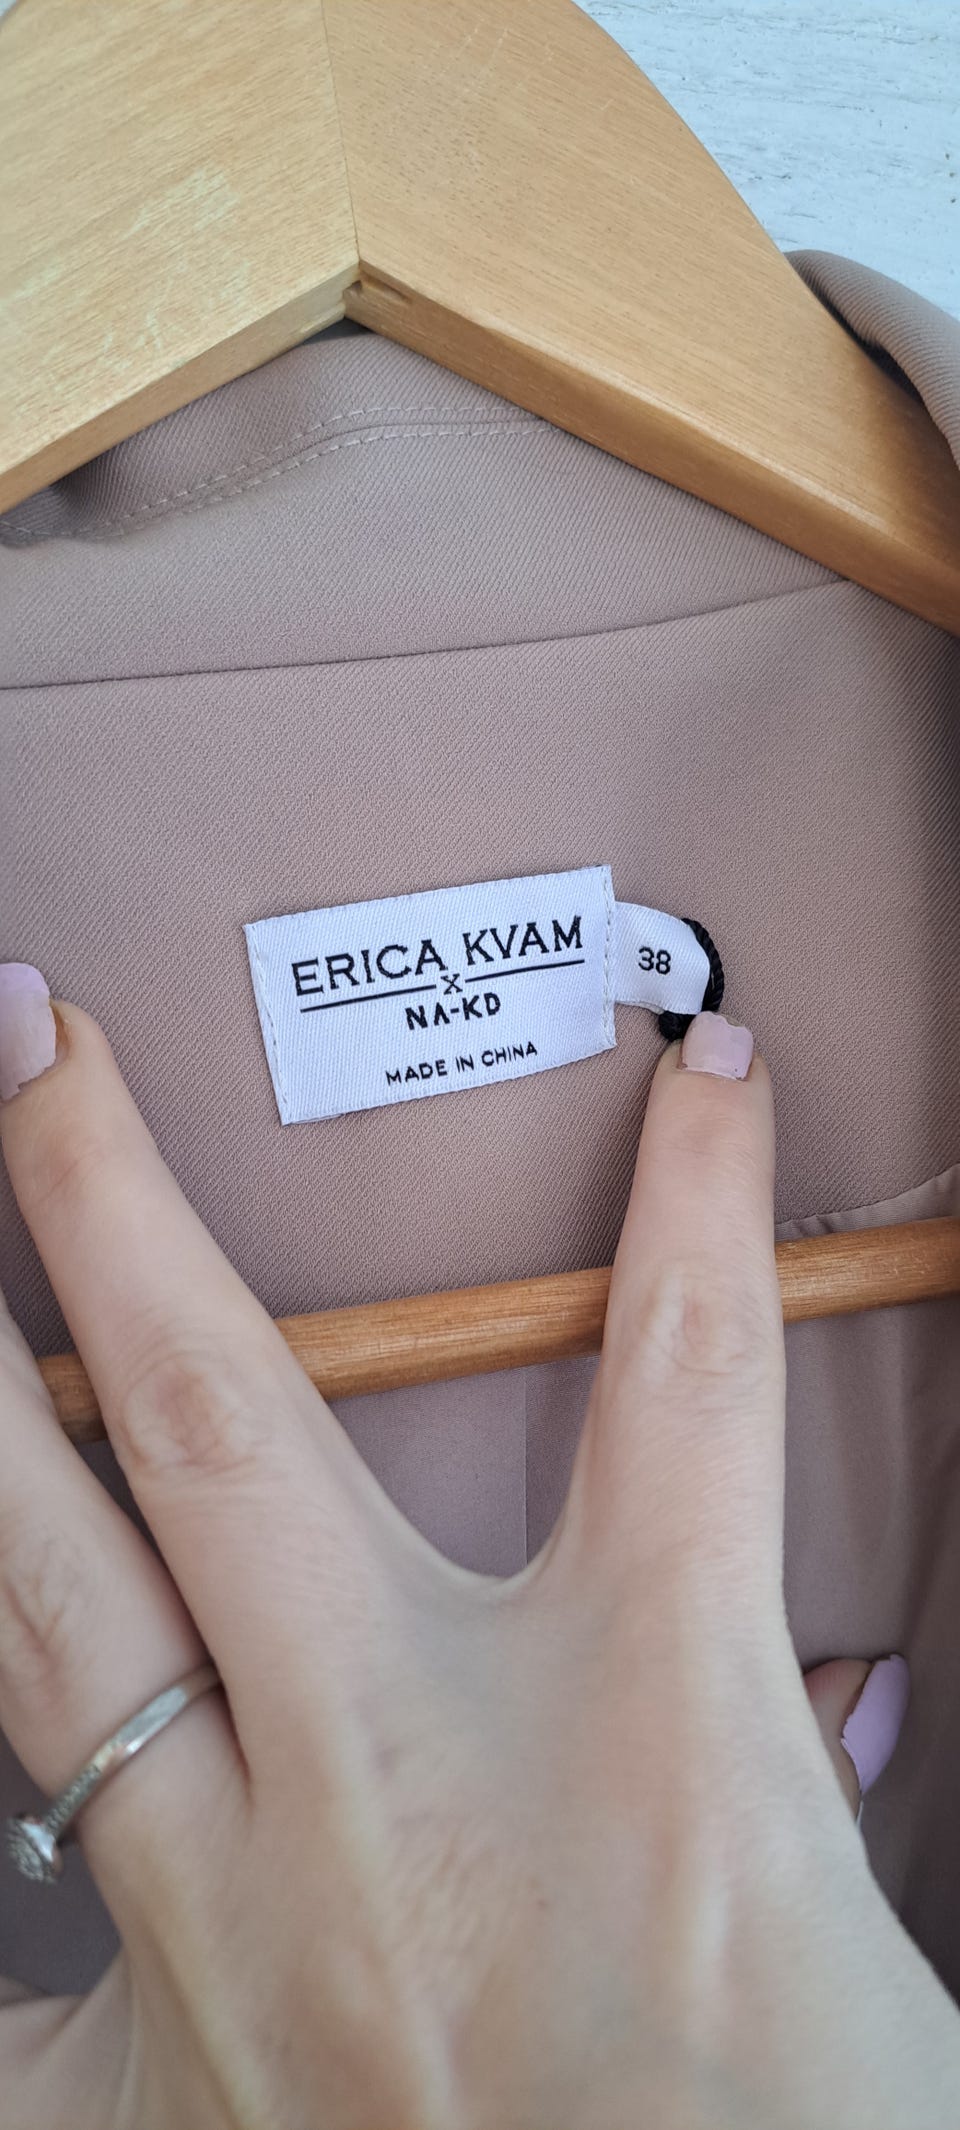 ERICA KVAM
X
NA-KD
MADE IN CHINA
38